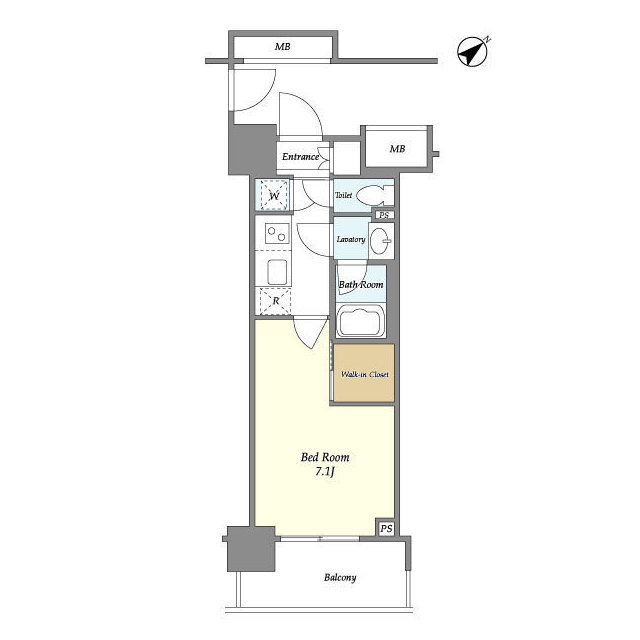 MB
N
MB
Entrance
W
Toilet
PS
Lavatory
Bath Room
R
Walk-in Closet
Bed Room
7.1J
PS
Balcony